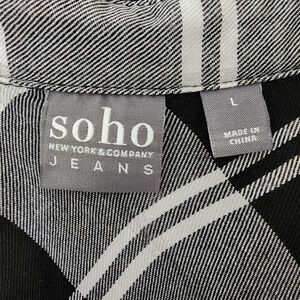 soho
NEW YORK & COMPANY
JEANS
L
MADE IN
CHINA